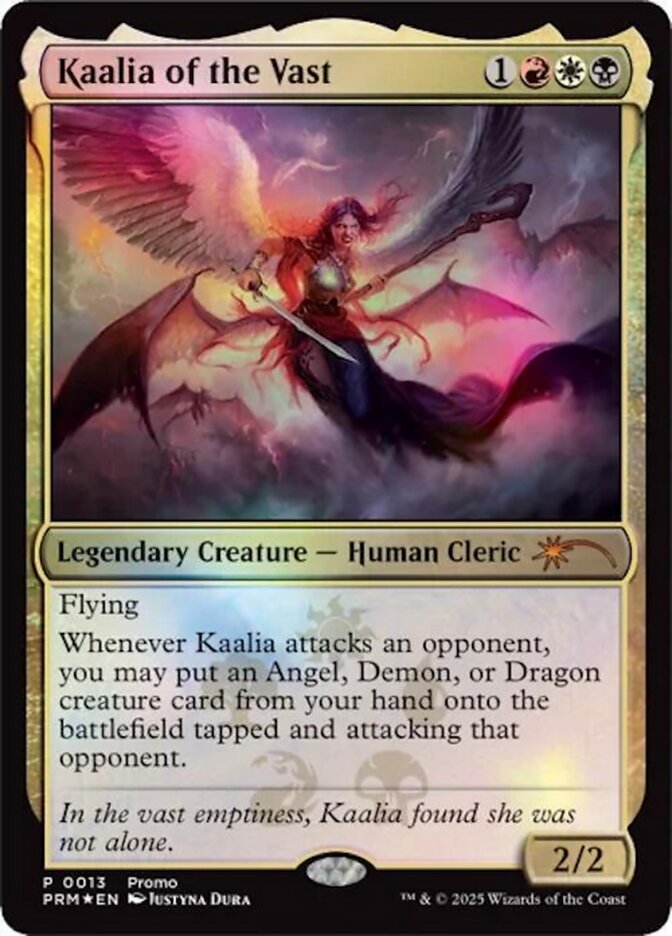 Kaalia of the Vast 1
Legendary Creature — Human Cleric
Flying
Whenever Kaalia attacks an opponent,
you may put an Angel, Demon, or Dragon
creature card from your hand onto the
battlefield tapped and attacking that
opponent.
In the vast emptiness, Kaalia found she was
not alone.
2/2
P 0013 Promo
PRM★EN Justyna Dura
™ & © 2025 Wizards of the Coast